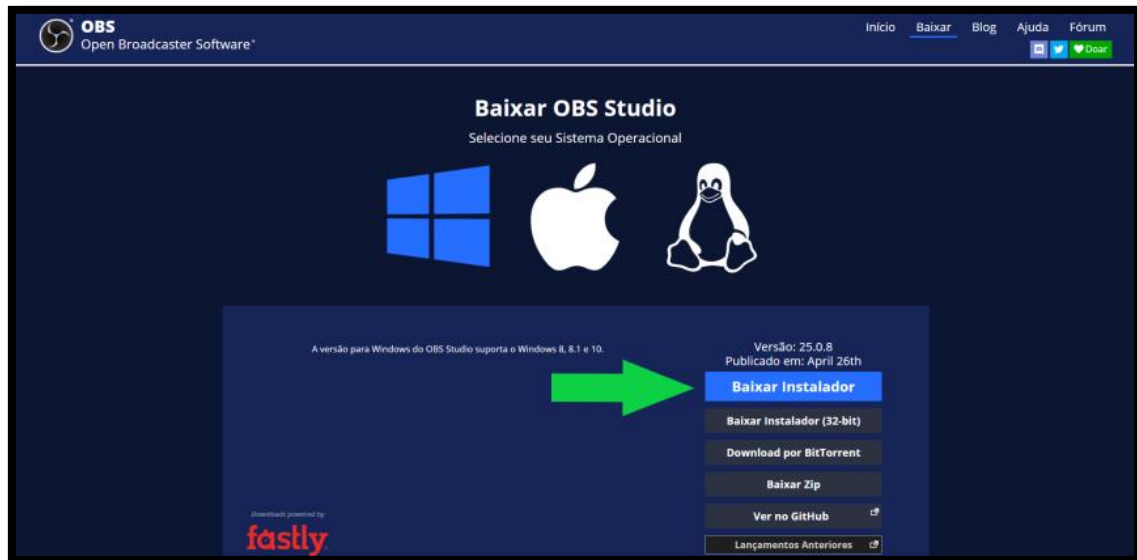 OBS
Open Broadcaster Software
Início Baixar Blog Ajuda Fórum
Doar
Baixar OBS Studio
Selecione seu Sistema Operacional
A versão para Windows do OBS Studio suporta o Windows 8, 8.1 e 10.
Versão: 25.0.8
Publicado em: April 26th
Baixar Instalador
Baixar Instalador (32-bit)
Download por BitTorrent
Baixar Zip
Ver no GitHub
Lançamentos Anteriores
Downloads powered by
fastly